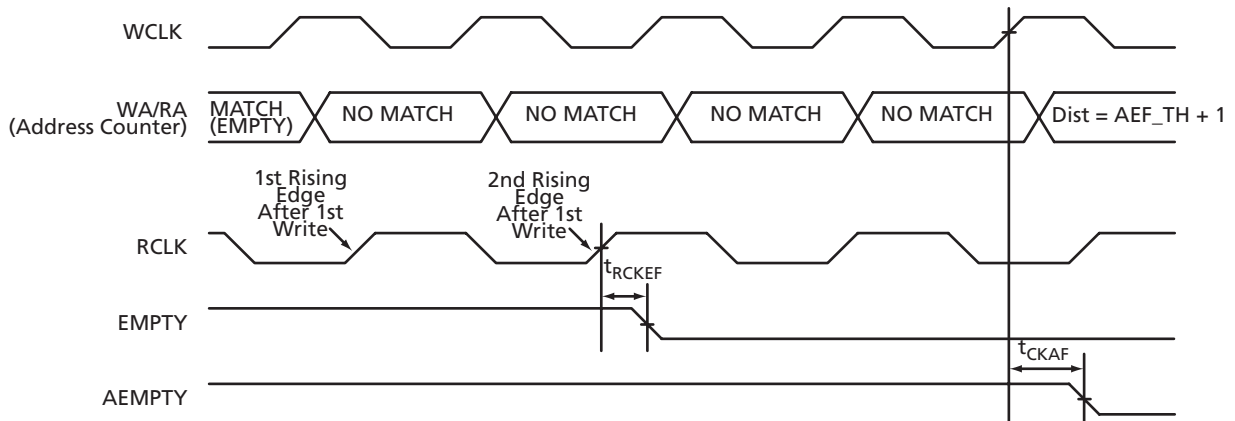 WCLK
WA/RA
(Address Counter)
MATCH
(EMPTY)
NO MATCH
NO MATCH
NO MATCH
NO MATCH
Dist = AEF_TH + 1
1st Rising
Edge
After 1st
Write
2nd Rising
Edge
After 1st
Write
RCLK
tRCKEF
EMPTY
tCKAF
AEMPTY